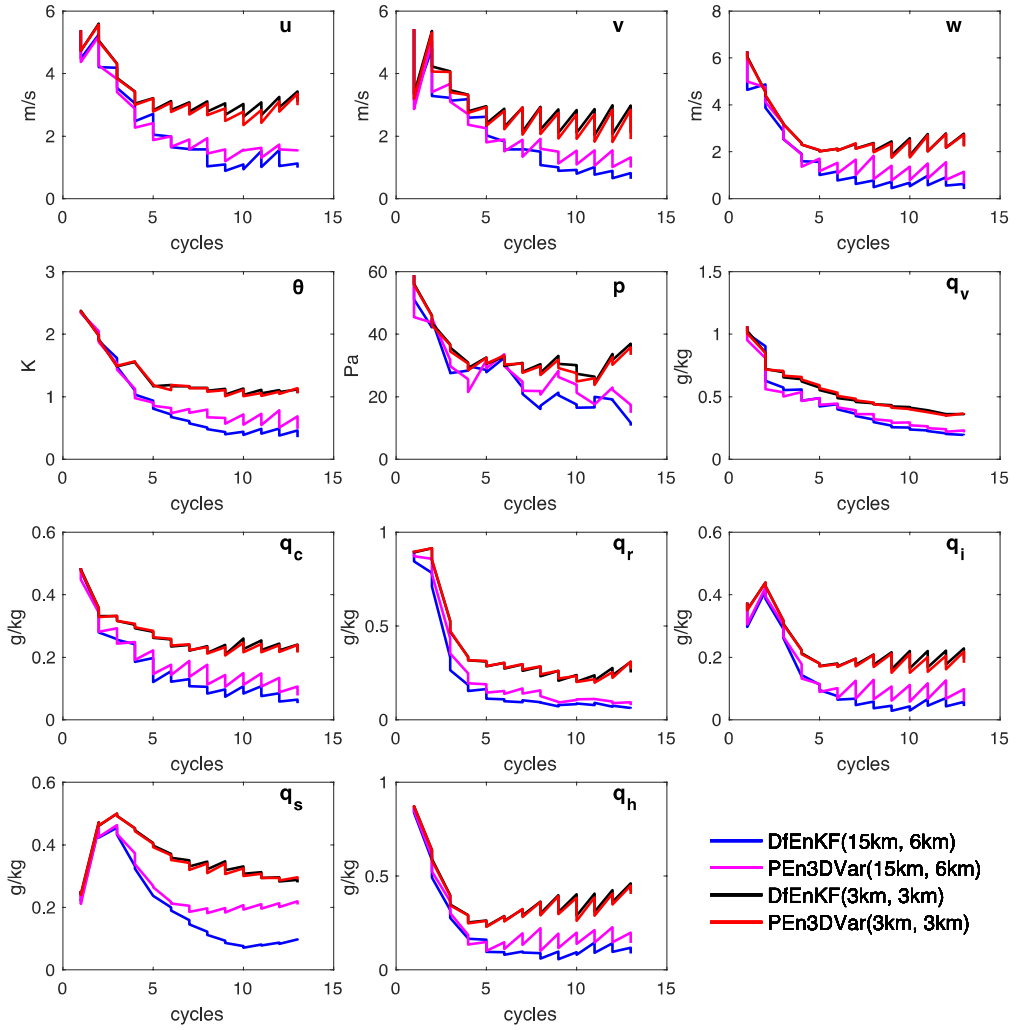 u
v
w
6
4
2
0
m/s
0 5 10 15
cycles
6
4
2
0
m/s
0 5 10 15
cycles
8
6
4
2
0
m/s
0 5 10 15
cycles
θ
p
q_v
3
2
1
0
K
0 5 10 15
cycles
60
40
20
0
Pa
0 5 10 15
cycles
1.5
1
0.5
0
g/kg
0 5 10 15
cycles
q_c
q_r
q_i
0.6
0.4
0.2
0
g/kg
0 5 10 15
cycles
1
0.5
0
g/kg
0 5 10 15
cycles
0.6
0.4
0.2
0
g/kg
0 5 10 15
cycles
q_s
q_h
0.6
0.4
0.2
0
g/kg
0 5 10 15
cycles
1
0.5
0
g/kg
0 5 10 15
cycles
DfEnKF(15km, 6km)
PEn3DVar(15km, 6km)
DfEnKF(3km, 3km)
PEn3DVar(3km, 3km)